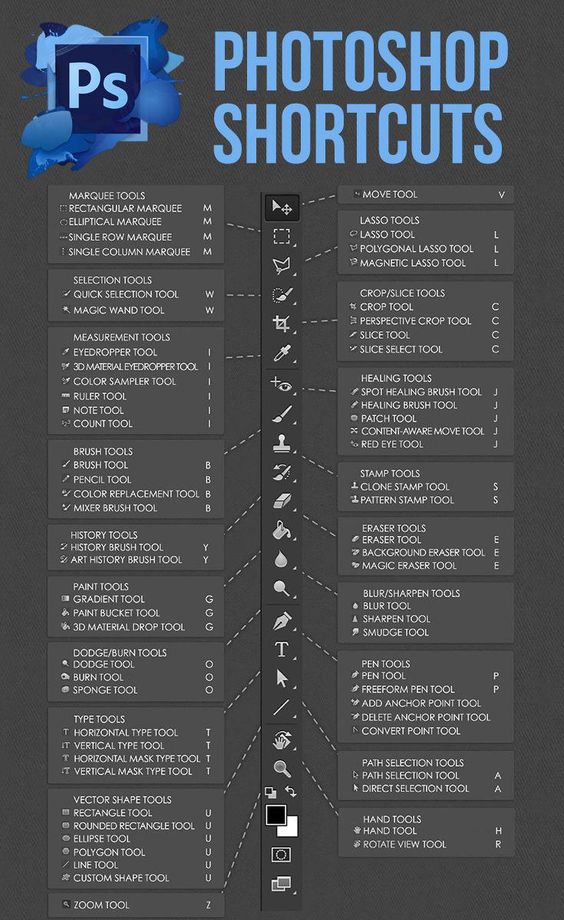 Ps
PHOTOSHOP
SHORTCUTS
MARQUEE TOOLS
RECTANGULAR MARQUEE M
ELLIPTICAL MARQUEE M
SINGLE ROW MARQUEE M
SINGLE COLUMN MARQUEE M
SELECTION TOOLS
QUICK SELECTION TOOL W
MAGIC WAND TOOL W
MEASUREMENT TOOLS
EYEDROPPER TOOL I
3D MATERIAL EYEDROPPER TOOL I
COLOR SAMPLER TOOL I
RULER TOOL I
NOTE TOOL I
COUNT TOOL I
BRUSH TOOLS
BRUSH TOOL B
PENCIL TOOL B
COLOR REPLACEMENT TOOL B
MIXER BRUSH TOOL B
HISTORY TOOLS
HISTORY BRUSH TOOL Y
ART HISTORY BRUSH TOOL Y
PAINT TOOLS
GRADIENT TOOL G
PAINT BUCKET TOOL G
3D MATERIAL DROP TOOL G
DODGE/BURN TOOLS
DODGE TOOL O
BURN TOOL O
SPONGE TOOL O
TYPE TOOLS
HORIZONTAL TYPE TOOL T
VERTICAL TYPE TOOL T
HORIZONTAL MASK TYPE TOOL T
VERTICAL MASK TYPE TOOL T
VECTOR SHAPE TOOLS
RECTANGLE TOOL U
ROUNDED RECTANGLE TOOL U
ELLIPSE TOOL U
POLYGON TOOL U
LINE TOOL U
CUSTOM SHAPE TOOL U
ZOOM TOOL Z
T
MOVE TOOL V
LASSO TOOLS
LASSO TOOL L
POLYGONAL LASSO TOOL L
MAGNETIC LASSO TOOL L
CROP/SLICE TOOLS
CROP TOOL C
PERSPECTIVE CROP TOOL C
SLICE TOOL C
SLICE SELECT TOOL C
HEALING TOOLS
SPOT HEALING BRUSH TOOL J
HEALING BRUSH TOOL J
PATCH TOOL J
CONTENT-AWARE MOVE TOOL J
RED EYE TOOL J
STAMP TOOLS
CLONE STAMP TOOL S
PATTERN STAMP TOOL S
ERASER TOOLS
ERASER TOOL E
BACKGROUND ERASER TOOL E
MAGIC ERASER TOOL E
BLUR/SHARPEN TOOLS
BLUR TOOL
SHARPEN TOOL
SMUDGE TOOL
PEN TOOLS
PEN TOOL P
FREEFORM PEN TOOL P
ADD ANCHOR POINT TOOL
DELETE ANCHOR POINT TOOL
CONVERT POINT TOOL
PATH SELECTION TOOLS
PATH SELECTION TOOL A
DIRECT SELECTION TOOL A
HAND TOOLS
HAND TOOL H
ROTATE VIEW TOOL R